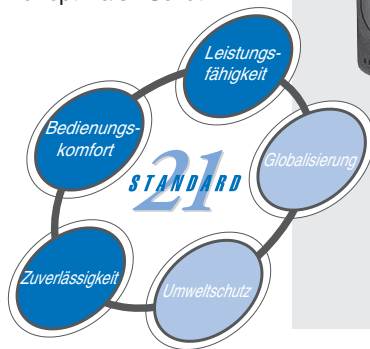 Leistungs-
fähigkeit
Bedienungs-
komfort
STANDARD
21
Globalisierung
Zuverlässigkeit
Umweltschutz